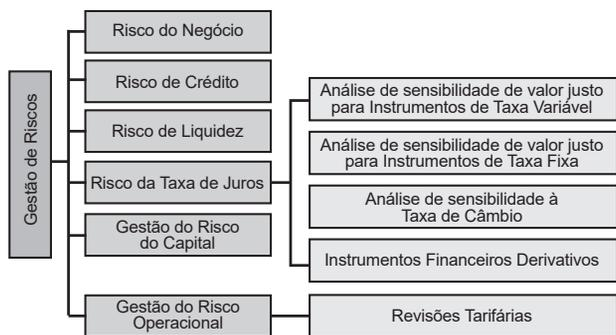 Gestão de Riscos
Risco do Negócio
Risco de Crédito
Risco de Liquidez
Risco da Taxa de Juros
Gestão do Risco
do Capital
Gestão do Risco
Operacional
Análise de sensibilidade de valor justo
para Instrumentos de Taxa Variável
Análise de sensibilidade de valor justo
para Instrumentos de Taxa Fixa
Análise de sensibilidade à
Taxa de Câmbio
Instrumentos Financeiros Derivativos
Revisões Tarifárias